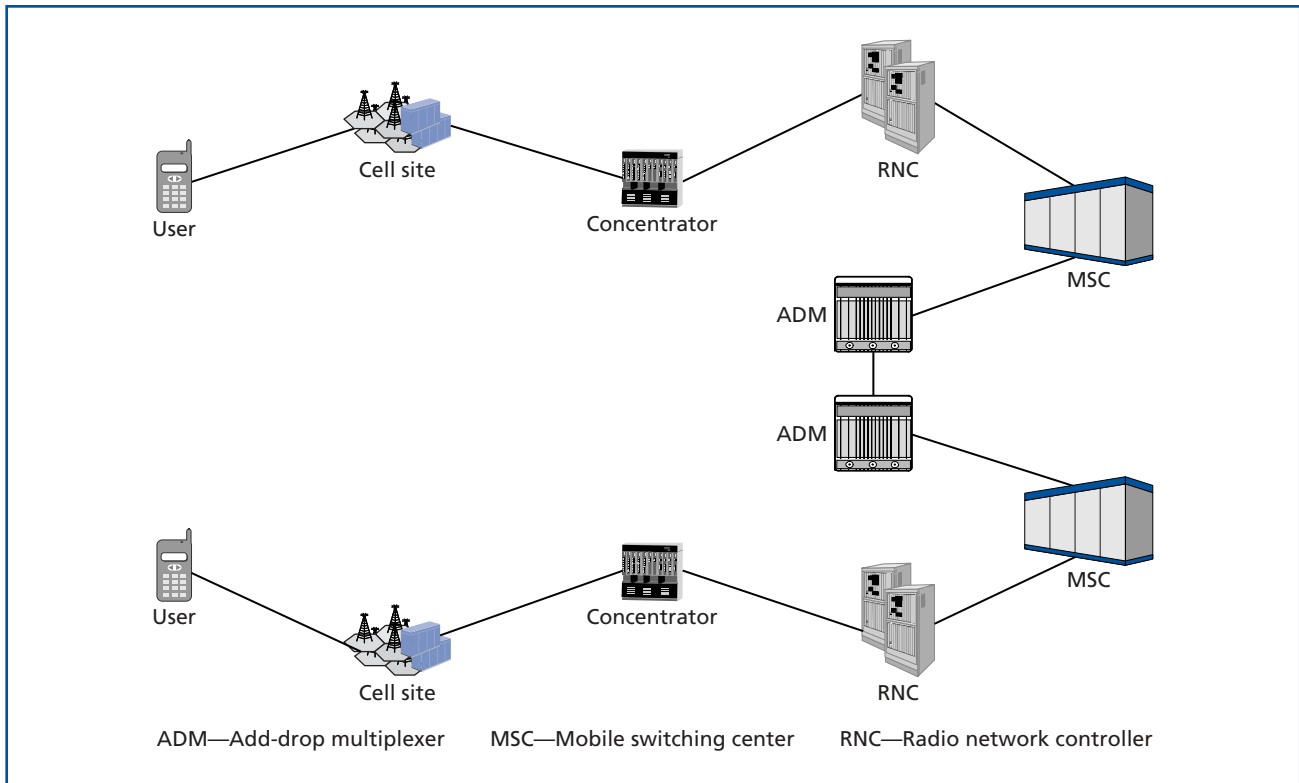 Cell site
RNC
User
Concentrator
MSC
ADM
ADM
User
Concentrator
MSC
Cell site
RNC
ADM—Add-drop multiplexer MSC—Mobile switching center RNC—Radio network controller